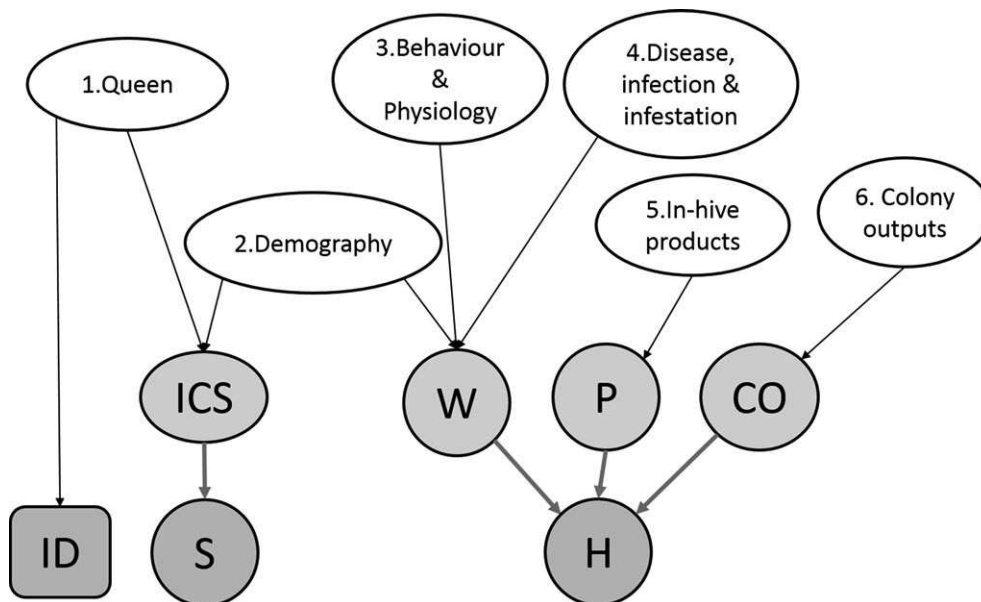 1.Queen
3.Behaviour
&
Physiology
4.Disease,
infection &
infestation
2.Demography
5.In-hive
products
6. Colony
outputs
ICS
W
P
CO
ID
S
H